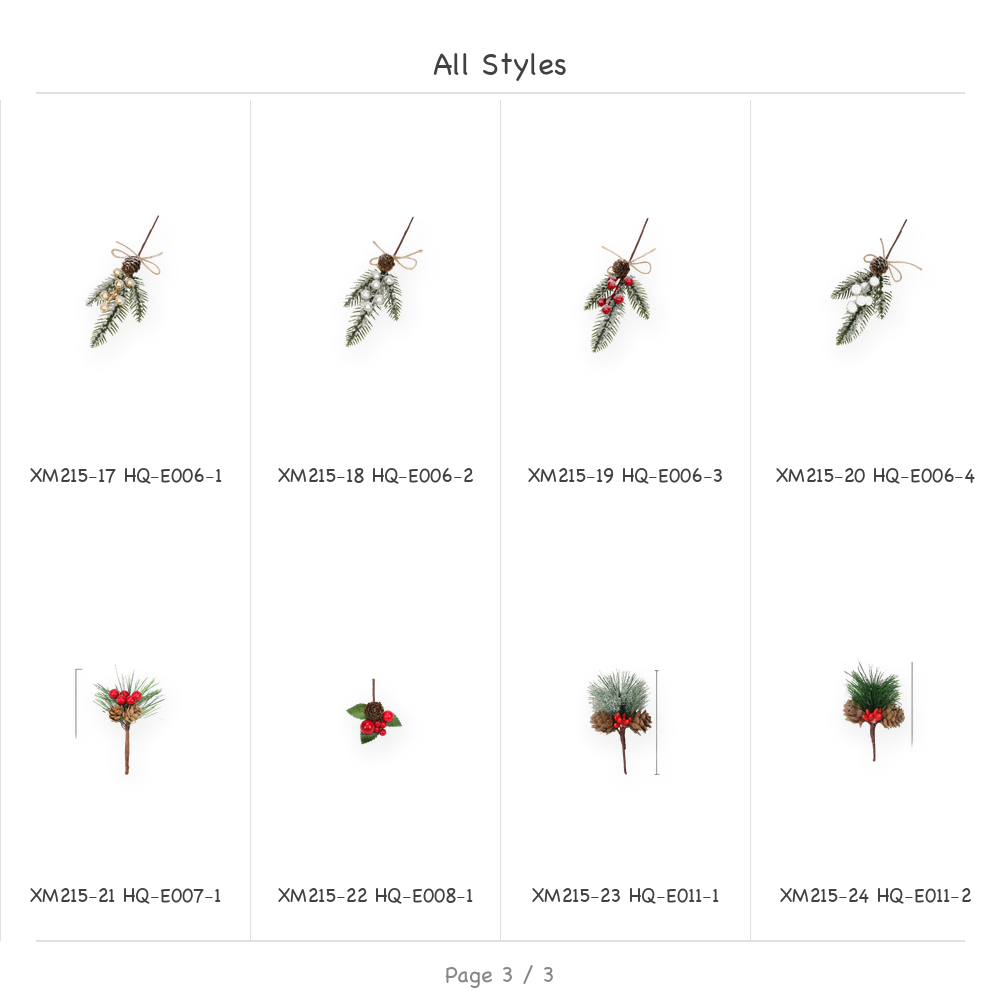 All Styles
XM215-17 HQ-E006-1
XM215-18 HQ-E006-2
XM215-19 HQ-E006-3
XM215-20 HQ-E006-4
XM215-21 HQ-E007-1
XM215-22 HQ-E008-1
XM215-23 HQ-E011-1
XM215-24 HQ-E011-2
Page 3 / 3